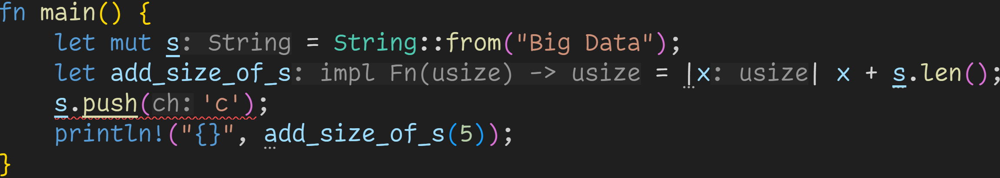 fn main() {
    let mut s: String = String::from("Big Data");
    let add_size_of_s: impl Fn(usize) -> usize = |x: usize| x + s.len();
    s.push(ch: 'c');
    println!("{}", add_size_of_s(5));
}